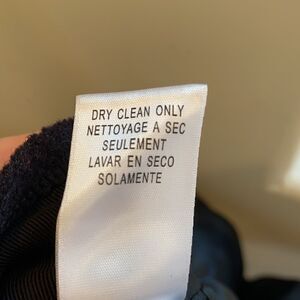 DRY CLEAN ONLY
NETTOYAGE A SEC
SEULEMENT
LAVAR EN SECO
SOLAMENTE